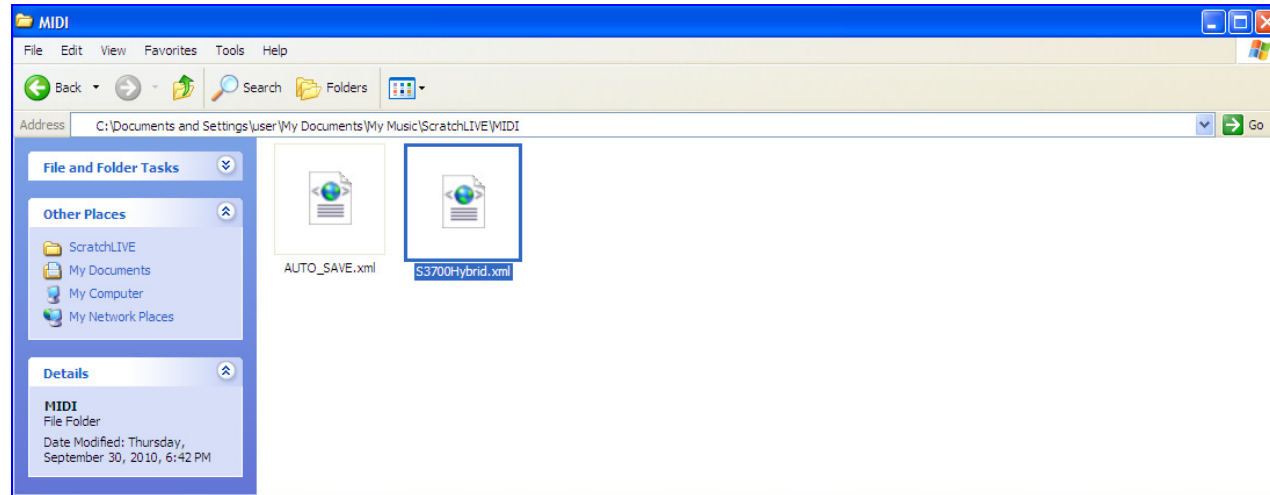 MIDI
File Edit View Favorites Tools Help
Back Search Folders
Address C:\Documents and Settings\user\My Documents\My Music\ScratchLIVE\MIDI Go
File and Folder Tasks
Other Places
ScratchLIVE
My Documents
My Computer
My Network Places
Details
MIDI
File Folder
Date Modified: Thursday,
September 30, 2010, 6:42 PM
AUTO_SAVE.xml
S3700Hybrid.xml